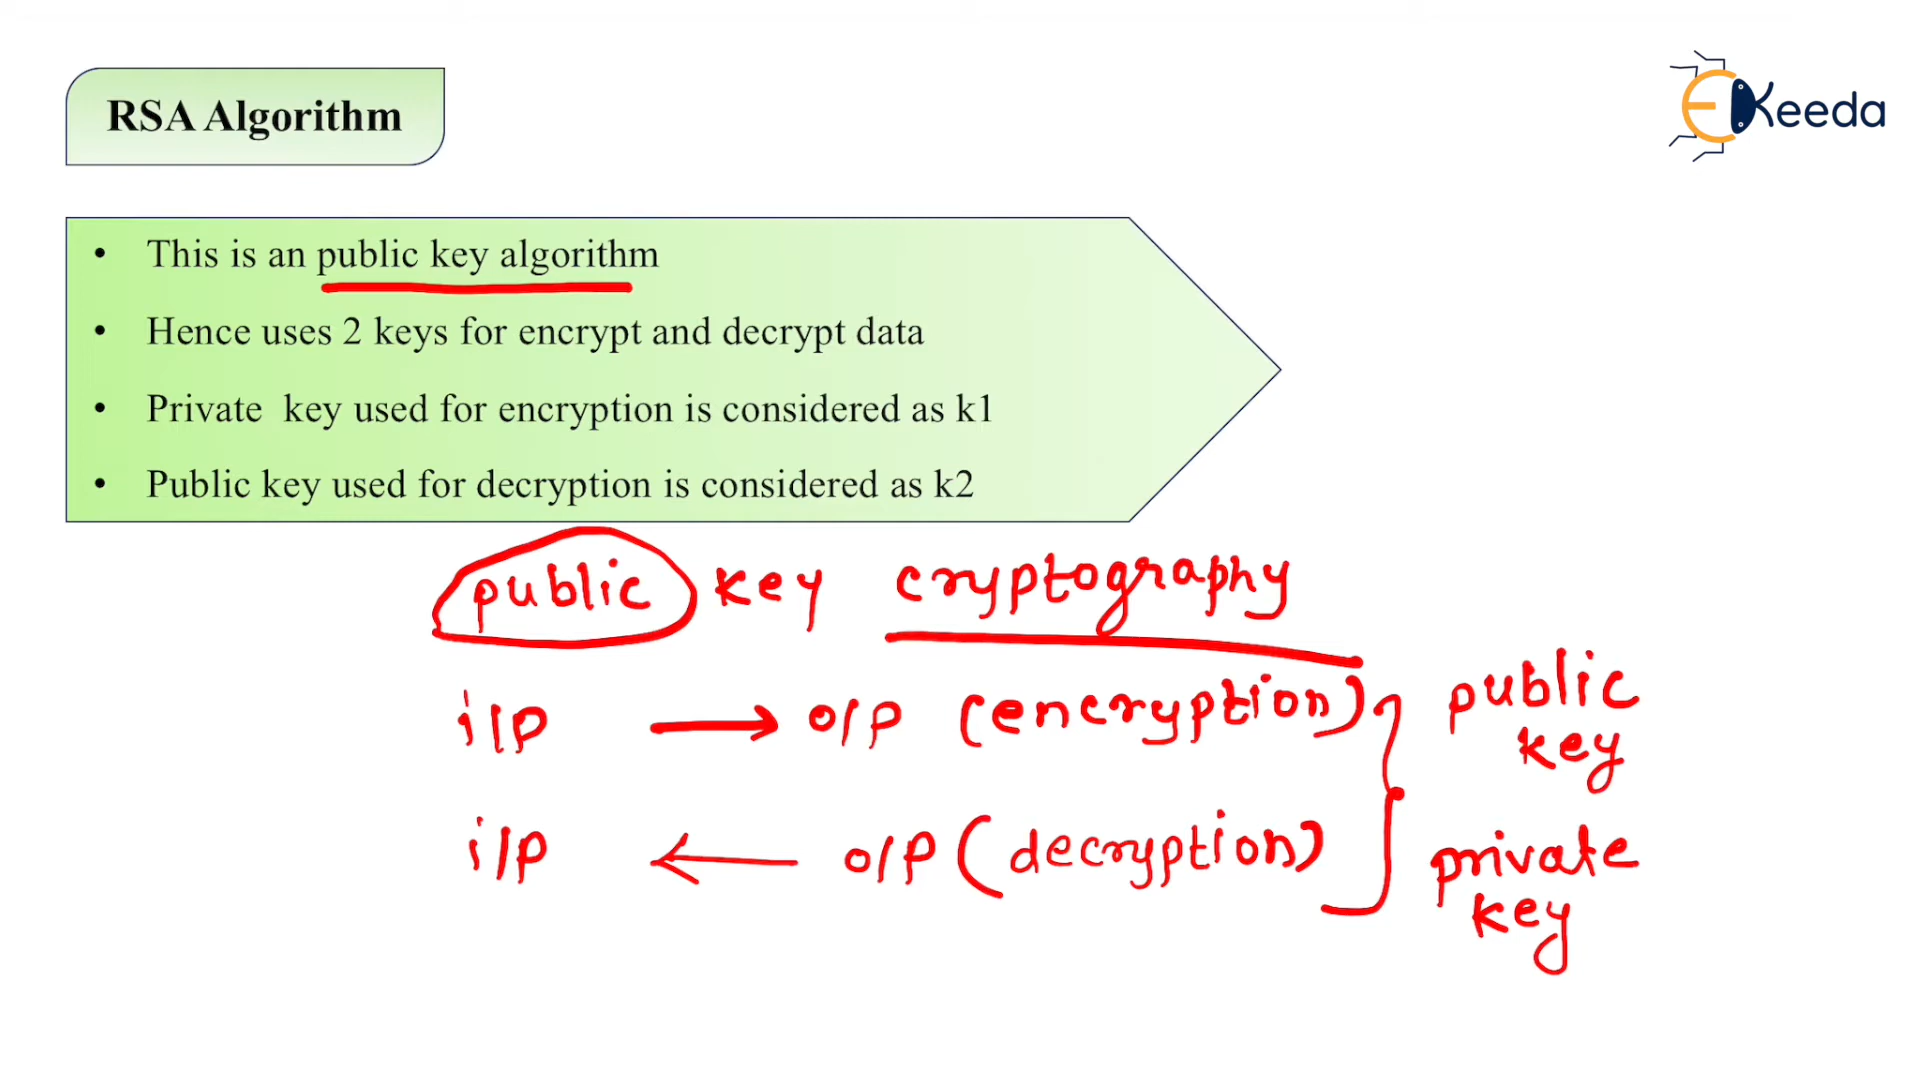 RSA Algorithm
EKeeda
• This is an public key algorithm
• Hence uses 2 keys for encrypt and decrypt data
• Private key used for encryption is considered as k1
• Public key used for decryption is considered as k2
public key cryptography
i/p → o/p (encryption) public key
i/p ← o/p (decryption) private key